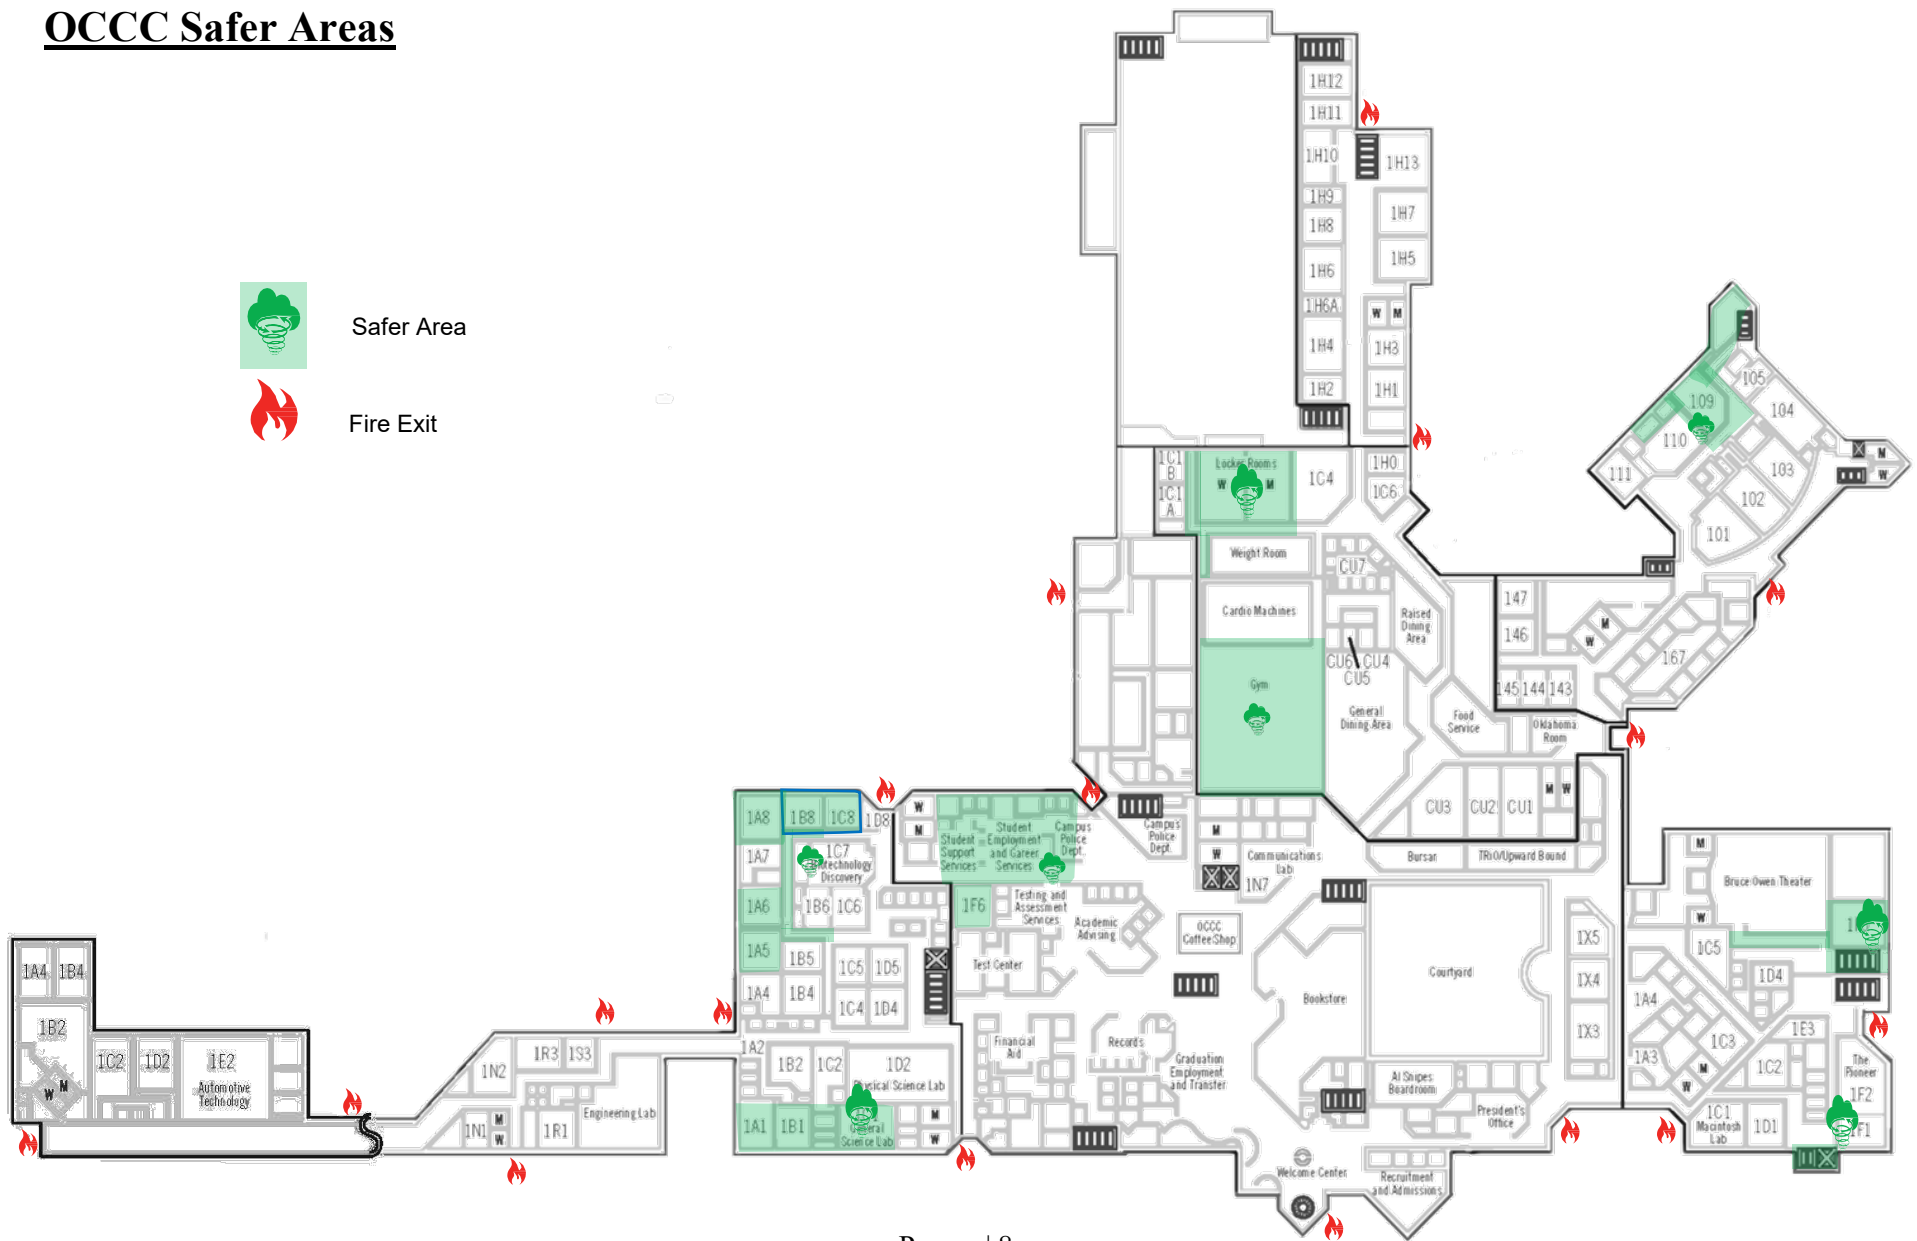 OCCC Safer Areas
Safer Area
Fire Exit
1H12
1H11
1H10
1H13
1H9
1H8
1H7
1H6
1H5
1H6A
W M
1H4
1H3
1H2
1H1
1C1
B
1C1
A
Locker Rooms
W M
1C4
1H0
1C6
Weight Room
CU7
Cardio Machines
Raised
Dining
Area
CU6 CU4
CU5
Gym
General
Dining Area
Food
Service
Oklahoma
Room
CU3
CU2
CU1
M W
105
109
104
110
111
103
102
101
M
W
147
146
M
W
167
145 144 143
1A8
1B8
1C8
1D8
W
M
Student
Support
Services
Student
Employment
and Career
Services
Campus
Police
Dept.
Campus
Police
Dept.
M
W
Communications
Lab
1N7
Bursar
TRiO/Upward Bound
1A7
1C7
Discovery
1A6
1B6
1C6
1F6
Testing and
Assessment
Services
Academic
Advising
OCCC
Coffee Shop
1A5
1B5
1C5
1D5
Test Center
1A4
1B4
1C4
1D4
Bookstore
Courtyard
1X5
1X4
1X3
M
Bruce Owen Theater
W
1C5
1D4
1A4
1C3
1E3
1A3
M
W
1C2
The
Pioneer
1F2
1C1
Macintosh
Lab
1D1
1F1
1A4
1B4
1B2
1C2
1D2
1E2
Automotive
Technology
M
W
1N2
1R3
1S3
1N1
M
W
1R1
Engineering Lab
1A2
1B2
1C2
1D2
Physical Science Lab
1A1
1B1
General
Science Lab
M
W
Financial
Aid
Records
Graduation
Employment
and Transfer
Al Snipes
Boardroom
President's
Office
Welcome Center
Recruitment
and Admissions